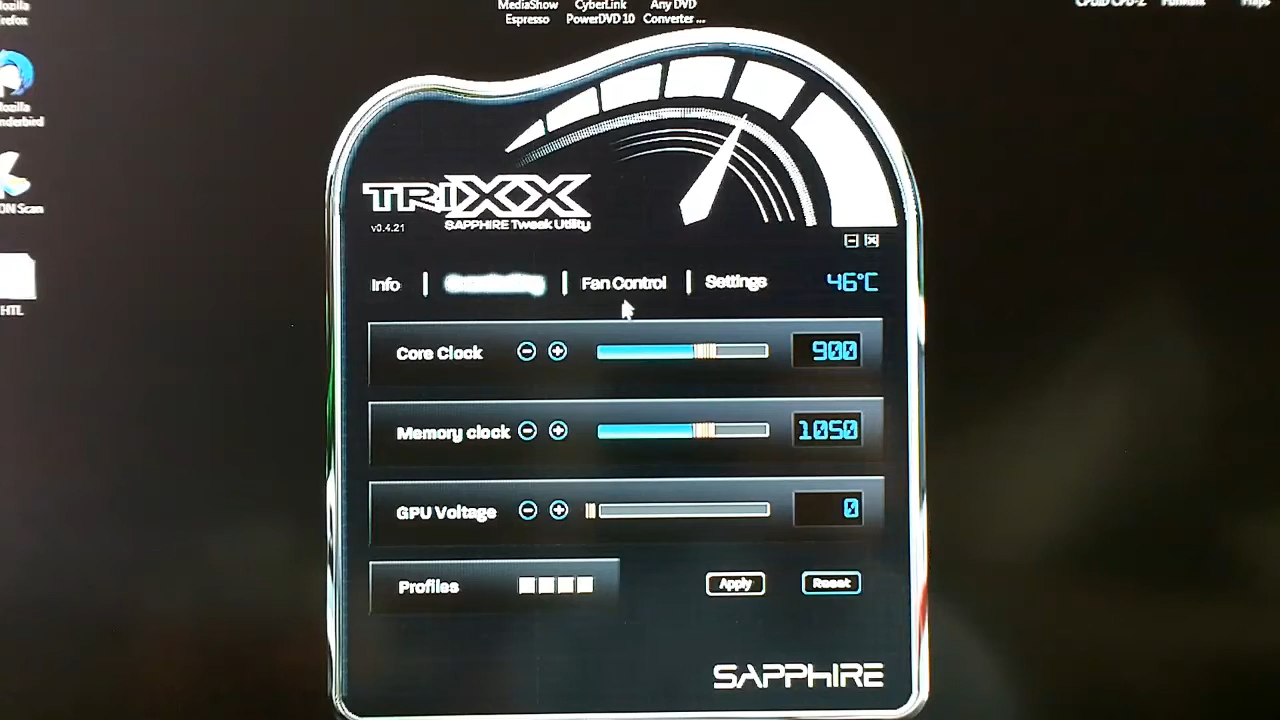 MediaShow
Espresso
CyberLink
PowerDVD 10
Any DVD
Converter ...
TRIXX
SAPPHIRE Tweak Utility
v0.4.21
Info
Fan Control
Settings
46°C
Core Clock
900
Memory clock
1050
GPU Voltage
0
Profiles
Apply
Reset
SAPPHIRE
HTL